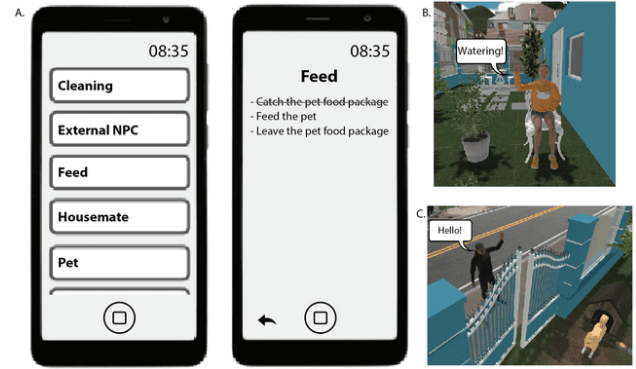 A.
08:35
Cleaning
External NPC
Feed
Housemate
Pet
08:35
Feed
- Catch the pet food package
- Feed the pet
- Leave the pet food package
B.
Watering!
C.
Hello!